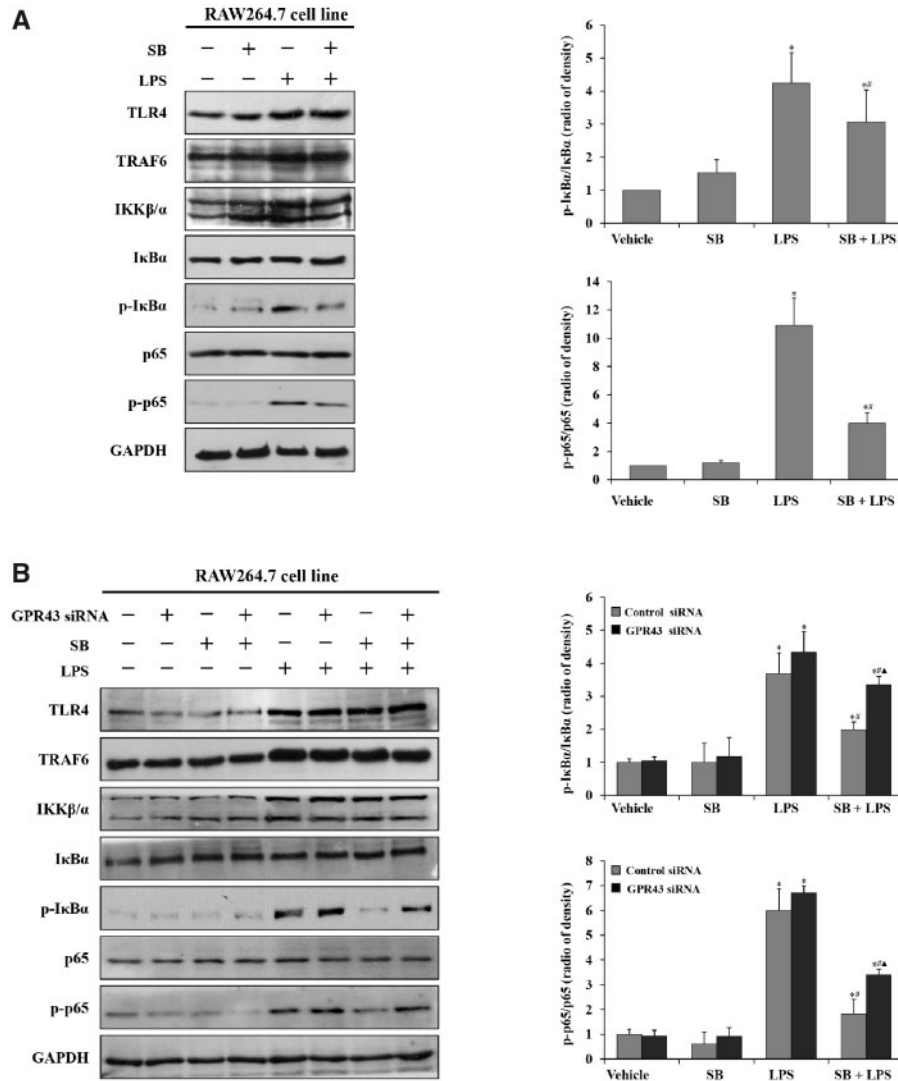 A
RAW264.7 cell line
SB − + − +
LPS − − + +
TLR4
TRAF6
IKKβ/α
IκBα
p-IκBα
p65
p-p65
GAPDH
p-IκBα/IκBα (radio of density)
6
5
4
3
2
1
0
*
*#
Vehicle SB LPS SB + LPS
p-p65/p65 (radio of density)
14
12
10
8
6
4
2
0
*
*#
Vehicle SB LPS SB + LPS
B
RAW264.7 cell line
GPR43 siRNA − + − + − + − +
SB − − + + − − + +
LPS − − − − + + + +
TLR4
TRAF6
IKKβ/α
IκBα
p-IκBα
p65
p-p65
GAPDH
p-IκBα/IκBα (radio of density)
6
5
4
3
2
1
0
Control siRNA
GPR43 siRNA
* *
*# *#▲
Vehicle SB LPS SB + LPS
p-p65/p65 (radio of density)
8
7
6
5
4
3
2
1
0
Control siRNA
GPR43 siRNA
* *
*# *#▲
Vehicle SB LPS SB + LPS